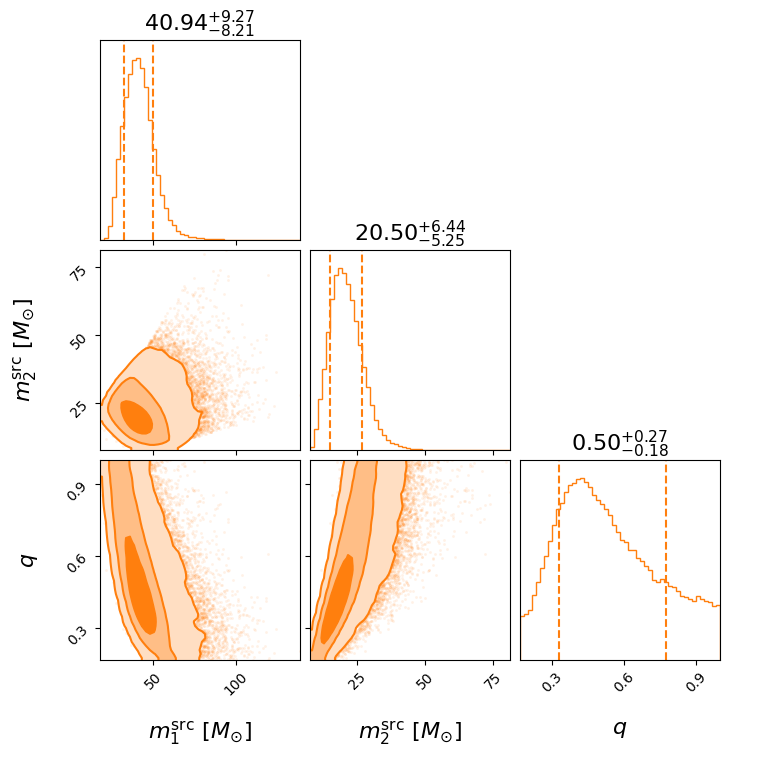 40.94^{+9.27}_{-8.21}
75
50
25
m_2^{src} [M_⊙]
20.50^{+6.44}_{-5.25}
0.9
0.6
0.3
q
0.50^{+0.27}_{-0.18}
50 100
25 50 75
0.3 0.6 0.9
m_1^{src} [M_⊙] m_2^{src} [M_⊙] q